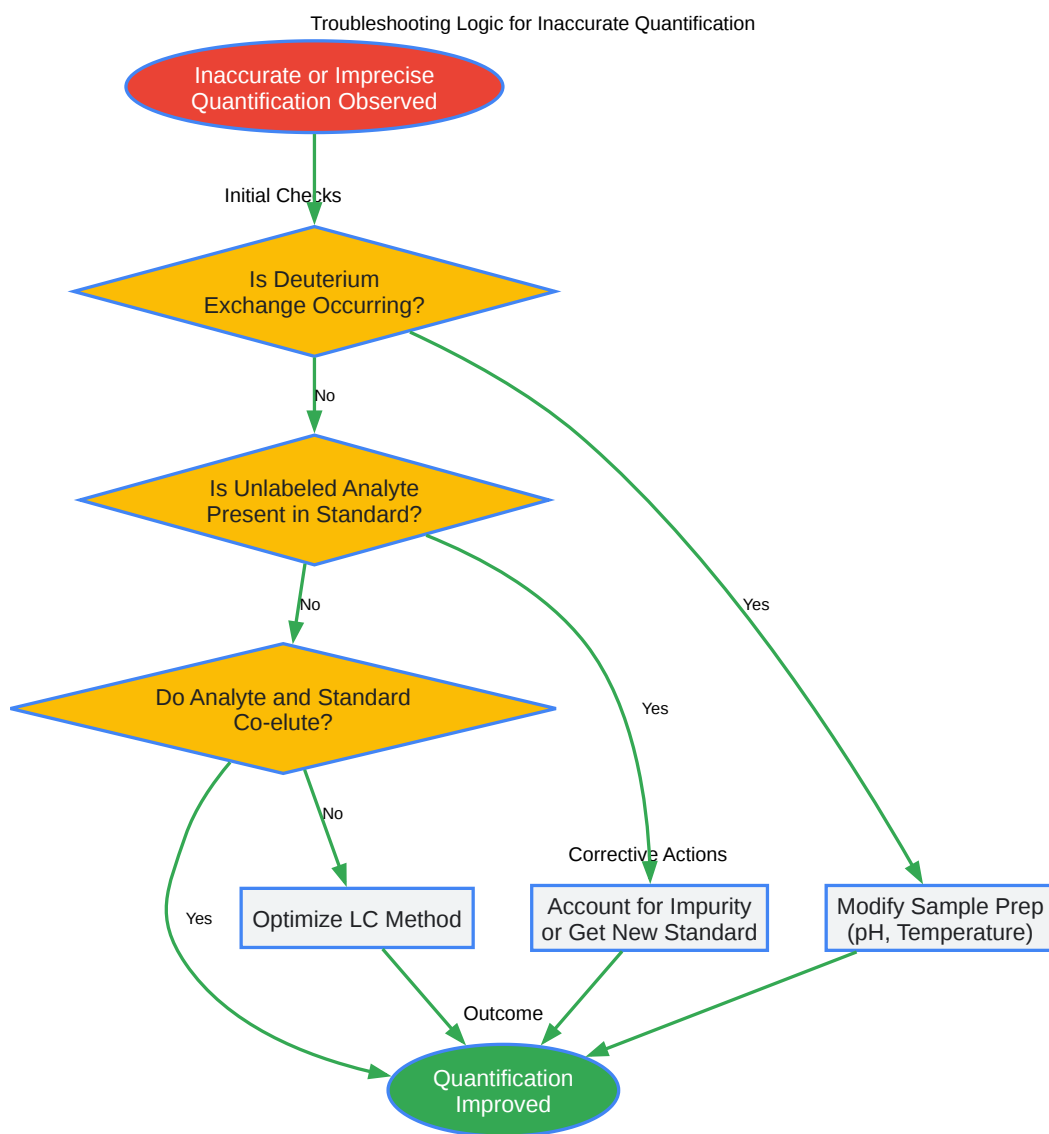 Troubleshooting Logic for Inaccurate Quantification
Inaccurate or Imprecise
Quantification Observed
Initial Checks
Is Deuterium
Exchange Occurring?
No
Is Unlabeled Analyte
Present in Standard?
No
Yes
Do Analyte and Standard
Co-elute?
Yes
No
Corrective Actions
Yes
Optimize LC Method
Account for Impurity
or Get New Standard
Modify Sample Prep
(pH, Temperature)
Outcome
Quantification
Improved